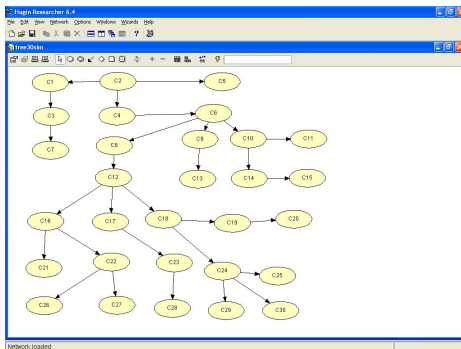 Hugin Researcher 6.4
File Edit View Network Options Windows Wizards Help
tree30sim
C1 C2 C5
C3 C4 C6
C7 C8 C9 C10 C11
C12 C13 C14 C15
C16 C17 C18 C19 C20
C21 C22 C23 C24 C25
C26 C27 C28 C29 C30
Network loaded